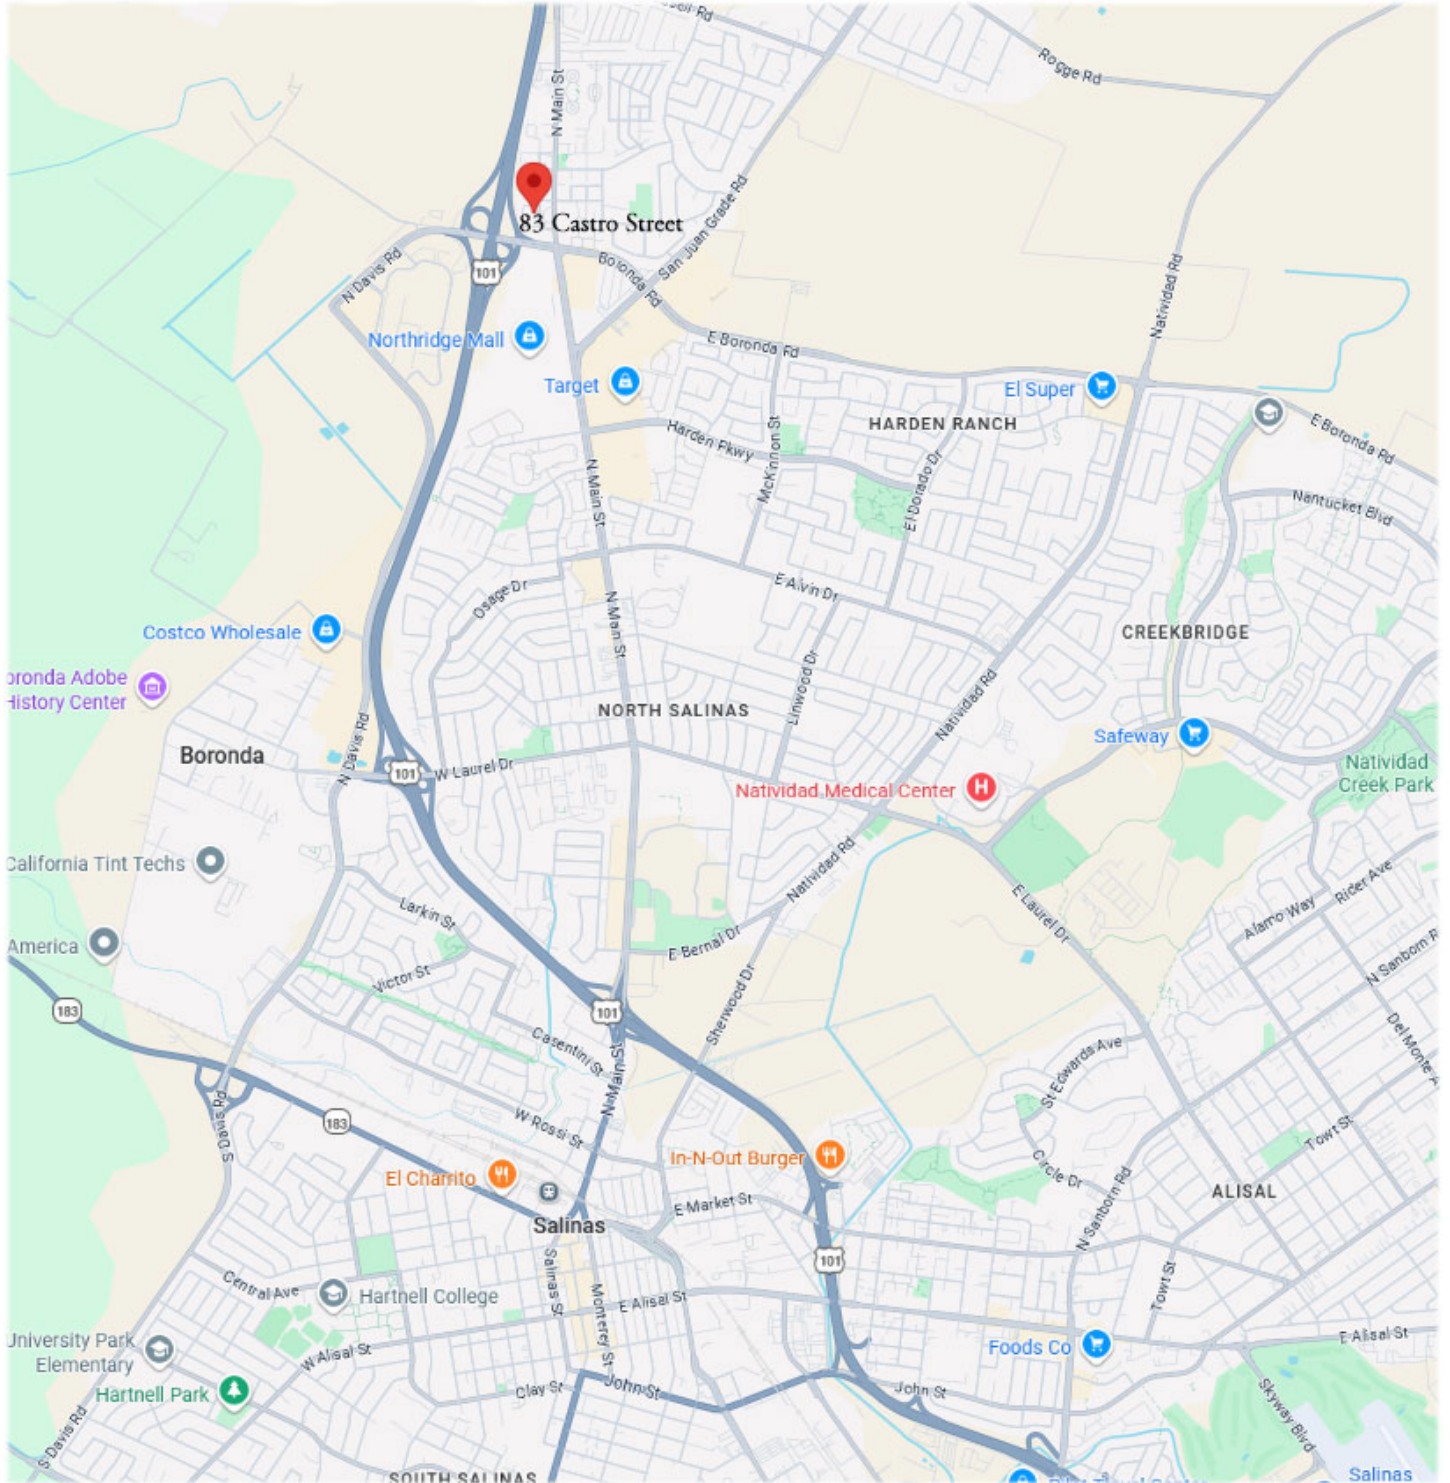 Rogge Rd
N Main St
83 Castro Street
San Juan Grade Rd
N Davis Rd
101
Boronda Rd
Natividad Rd
Northridge Mall
E Boronda Rd
Target
El Super
HARDEN RANCH
E Boronda Rd
Harden Pkwy
McKinnon St
El Dorado Dr
N Main St
Nantucket Blvd
E Alvin Dr
Osage Dr
N Main St
Costco Wholesale
CREEKBRIDGE
oronda Adobe
History Center
Linwood Dr
Natividad Rd
NORTH SALINAS
Boronda
N Davis Rd
Safeway
101
W Laurel Dr
Natividad
Creek Park
Natividad Medical Center
California Tint Techs
Natividad Rd
Rider Ave
Larkin St
E Laurel Dr
Alamo Way
America
E Bernal Dr
N Sanborn R
Victor St
183
101
Sherwood Dr
Del Monte A
Casentini St
St Edwards Ave
N Main St
S Davis Rd
183
W Rossi St
Towt St
In-N-Out Burger
El Charrito
Circle Dr
ALISAL
E Market St
N Sanborn Rd
Salinas
101
Salinas St
Central Ave
Hartnell College
Monterey St
E Alisal St
Towt St
University Park
Elementary
W Alisal St
Foods Co
E Alisal St
Hartnell Park
Clay St
John St
John St
S Davis Rd
Skyway Blvd
SOUTH SALINAS
Salinas